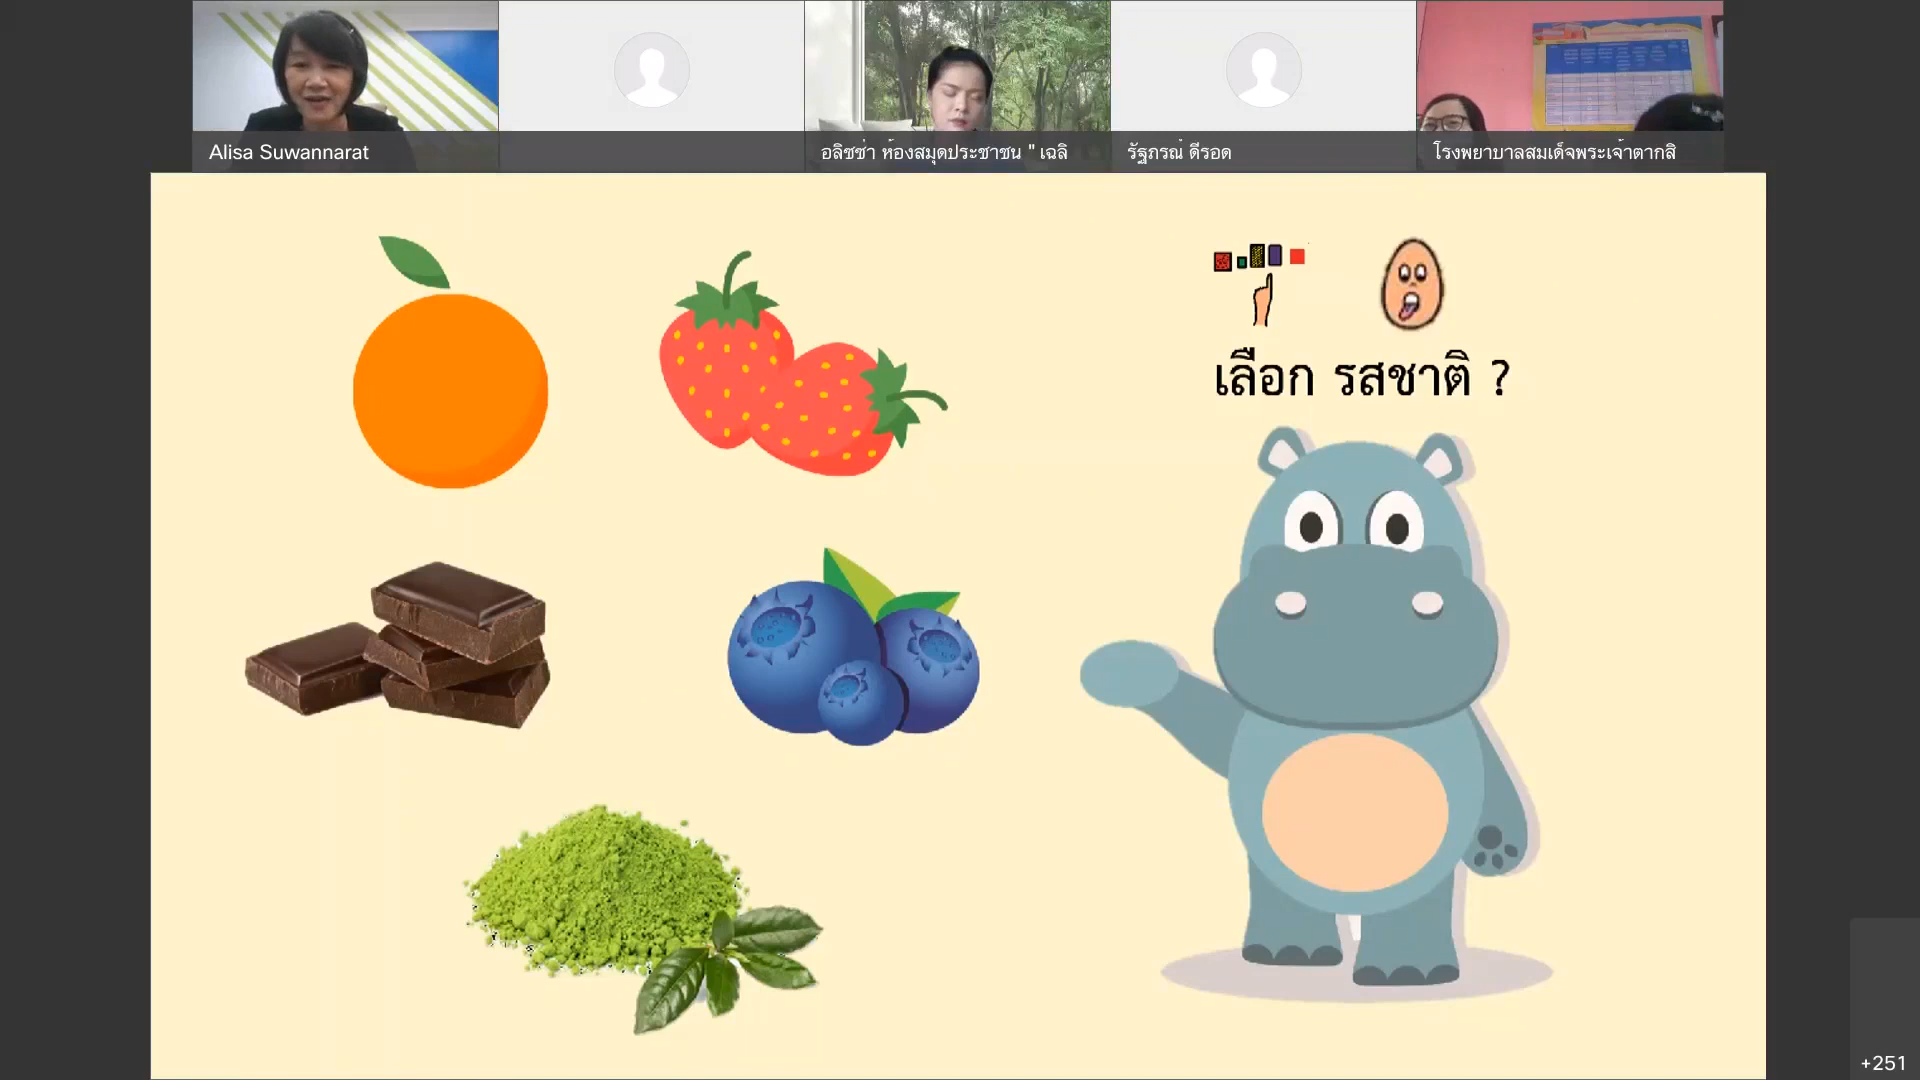 Alisa Suwannarat
อลิซซ่า ห้องสมุดประชาชน " เฉลิ
รัฐภรณ์ ดีรอด
โรงพยาบาลสมเด็จพระเจ้าตากสิ
เลือก รสชาติ ?
+251